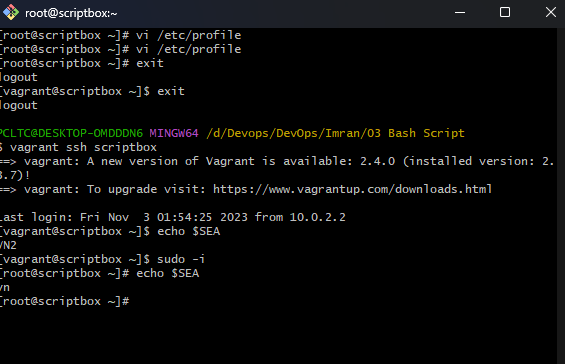 root@scriptbox:~
[root@scriptbox ~]# vi /etc/profile
[root@scriptbox ~]# vi /etc/profile
[root@scriptbox ~]# exit
logout
[vagrant@scriptbox ~]$ exit
logout
PCLTC@DESKTOP-OMDDDN6 MINGW64 /d/Devops/DevOps/Imran/03 Bash Script
$ vagrant ssh scriptbox
==> vagrant: A new version of Vagrant is available: 2.4.0 (installed version: 2.
3.7)!
==> vagrant: To upgrade visit: https://www.vagrantup.com/downloads.html
Last login: Fri Nov  3 01:54:25 2023 from 10.0.2.2
[vagrant@scriptbox ~]$ echo $SEA
VN2
[vagrant@scriptbox ~]$ sudo -i
[root@scriptbox ~]# echo $SEA
vn
[root@scriptbox ~]#